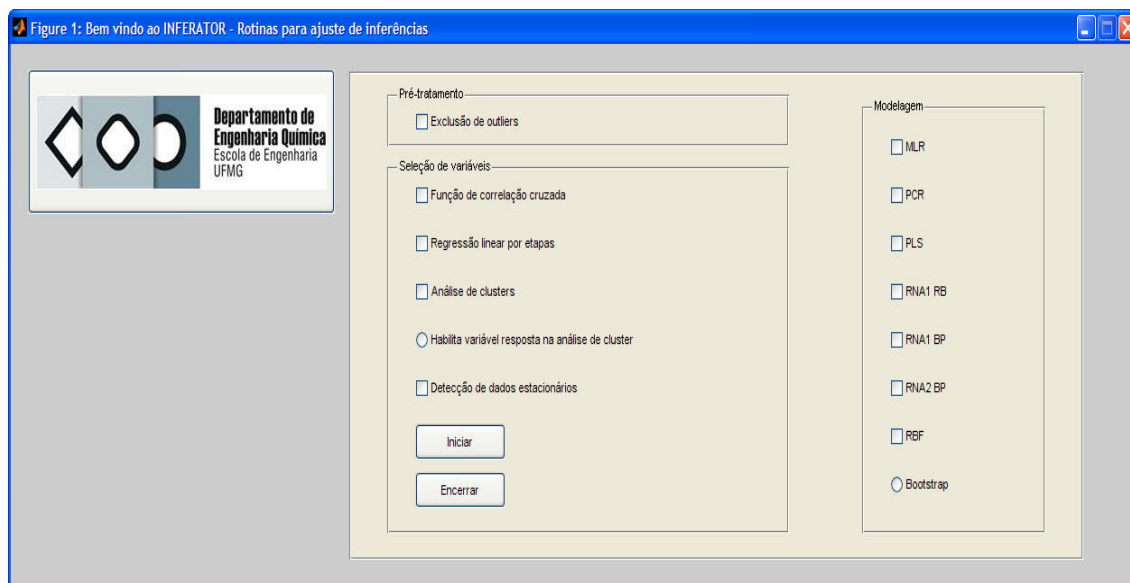 Figure 1: Bem vindo ao INFERATOR - Rotinas para ajuste de inferências
Departamento de
Engenharia Química
Escola de Engenharia
UFMG
Pré-tratamento
Exclusão de outliers
Seleção de variáveis
Função de correlação cruzada
Regressão linear por etapas
Análise de clusters
Habilita variável resposta na análise de cluster
Detecção de dados estacionários
Iniciar
Encerrar
Modelagem
MLR
PCR
PLS
RNA1 RB
RNA1 BP
RNA2 BP
RBF
Bootstrap